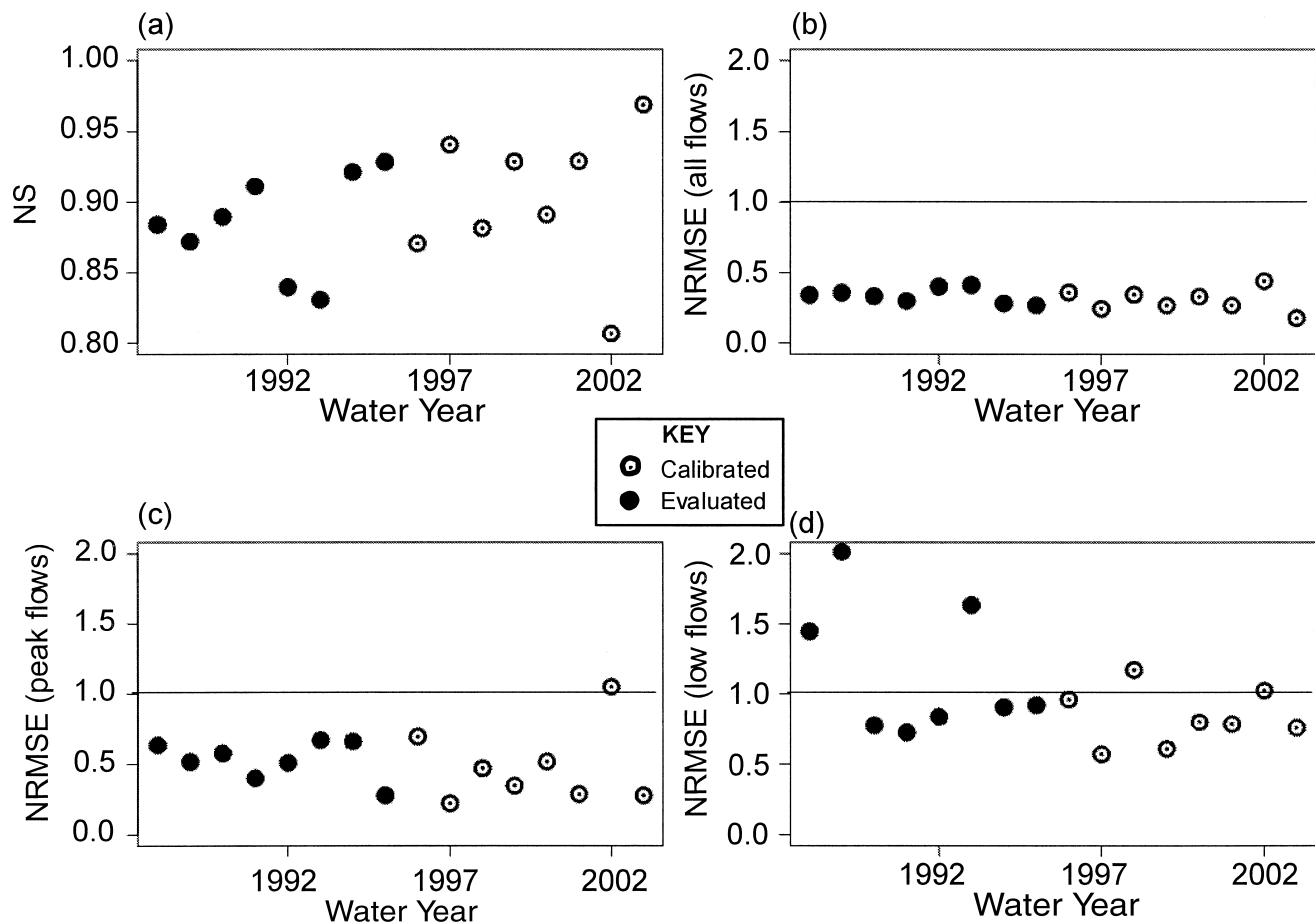 (a)
1.00
0.95
0.90
0.85
0.80
NS
1992
1997
2002
Water Year
(b)
2.0
1.5
1.0
0.5
0.0
NRMSE (all flows)
1992
1997
2002
Water Year
KEY
Calibrated
Evaluated
(c)
2.0
1.5
1.0
0.5
0.0
NRMSE (peak flows)
1992
1997
2002
Water Year
(d)
2.0
1.5
1.0
0.5
0.0
NRMSE (low flows)
1992
1997
2002
Water Year